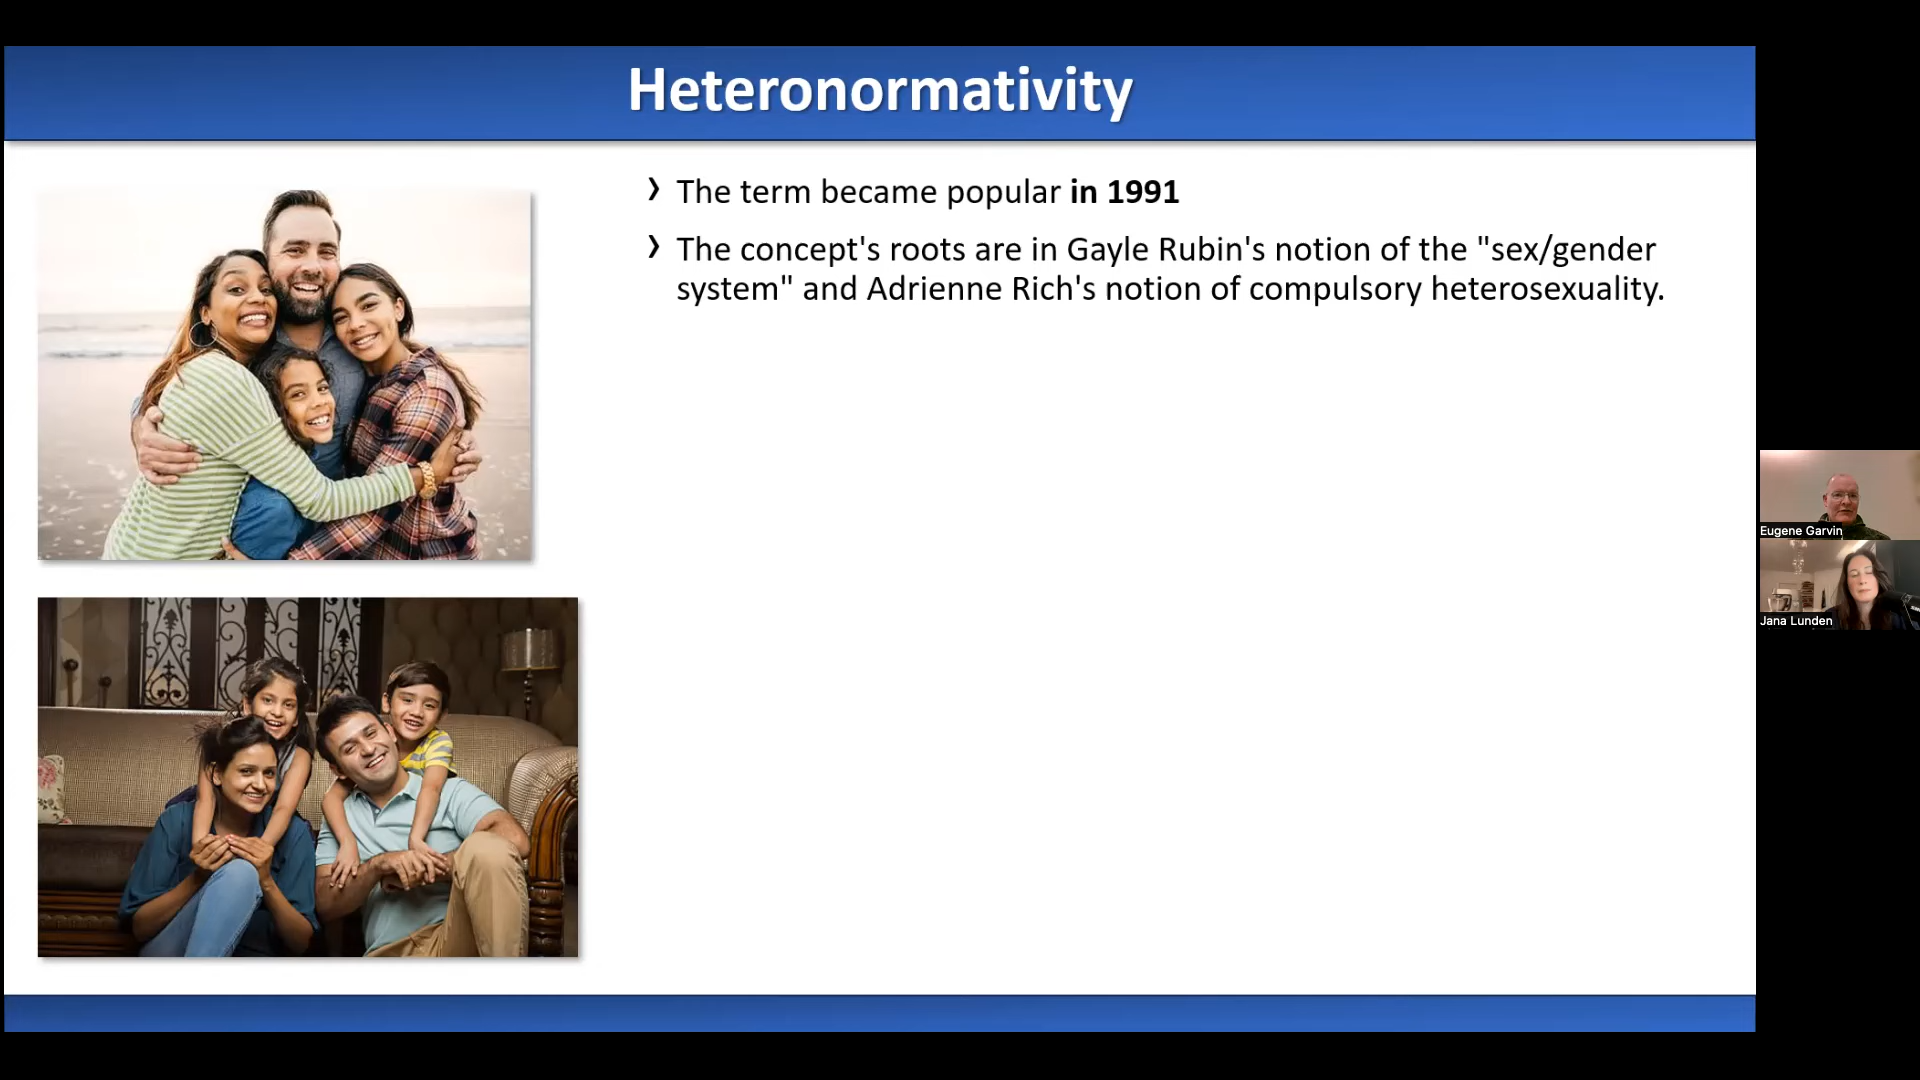 Heteronormativity
› The term became popular in 1991
› The concept's roots are in Gayle Rubin's notion of the "sex/gender
system" and Adrienne Rich's notion of compulsory heterosexuality.
Eugene Garvin
Jana Lunden